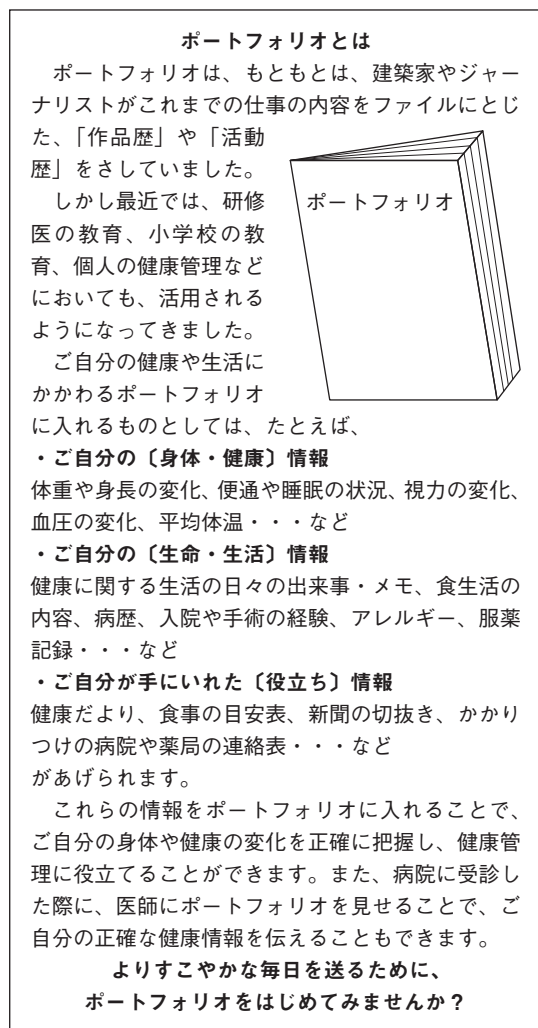 ポートフォリオとは
　ポートフォリオは、もともとは、建築家やジャー
ナリストがこれまでの仕事の内容をファイルにとじ
た、「作品歴」や「活動
歴」をさしていました。
　しかし最近では、研修
医の教育、小学校の教
育、個人の健康管理など
においても、活用される
ようになってきました。
　ご自分の健康や生活に
かかわるポートフォリオ
に入れるものとしては、たとえば、
ポートフォリオ
・ご自分の〔身体・健康〕情報
体重や身長の変化、便通や睡眠の状況、視力の変化、
血圧の変化、平均体温・・・など
・ご自分の〔生命・生活〕情報
健康に関する生活の日々の出来事・メモ、食生活の
内容、病歴、入院や手術の経験、アレルギー、服薬
記録・・・など
・ご自分が手にいれた〔役立ち〕情報
健康だより、食事の目安表、新聞の切抜き、かかり
つけの病院や薬局の連絡表・・・など
があげられます。
　これらの情報をポートフォリオに入れることで、
ご自分の身体や健康の変化を正確に把握し、健康管
理に役立てることができます。また、病院に受診し
た際に、医師にポートフォリオを見せることで、ご
自分の正確な健康情報を伝えることもできます。
よりすこやかな毎日を送るために、
ポートフォリオをはじめてみませんか？